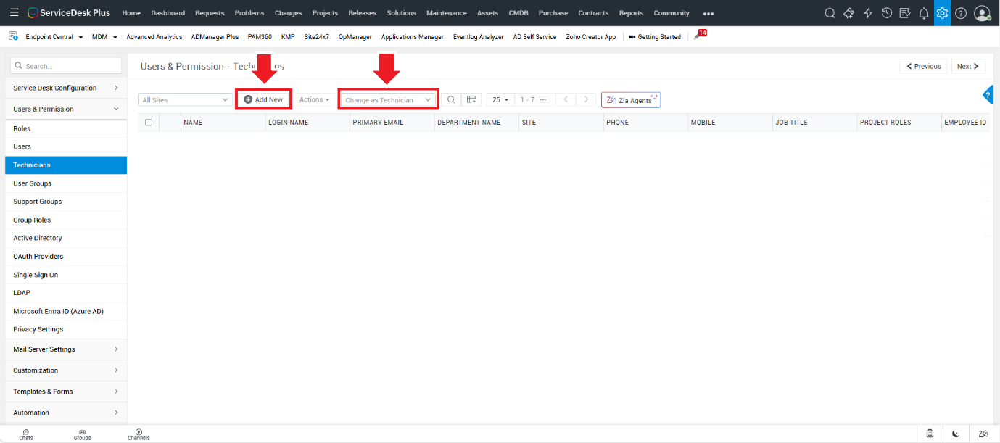 ServiceDesk Plus Home Dashboard Requests Problems Changes Projects Releases Solutions Maintenance Assets CMDB Purchase Contracts Reports Community
Endpoint Central MDM Advanced Analytics ADManager Plus PAM360 KMP Site24x7 OpManager Applications Manager Eventlog Analyzer AD Self Service Zoho Creator App Getting Started 14
Search...
Users & Permission - Tech ns
Previous Next
Service Desk Configuration
Users & Permission
All Sites Add New Actions Change as Technician 25 1 - 7 Zia Agents
?
NAME LOGIN NAME PRIMARY EMAIL DEPARTMENT NAME SITE PHONE MOBILE JOB TITLE PROJECT ROLES EMPLOYEE ID
Roles
Users
Technicians
User Groups
Support Groups
Group Roles
Active Directory
OAuth Providers
Single Sign On
LDAP
Microsoft Entra ID (Azure AD)
Privacy Settings
Mail Server Settings
Customization
Templates & Forms
Automation
Chats Groups Channels